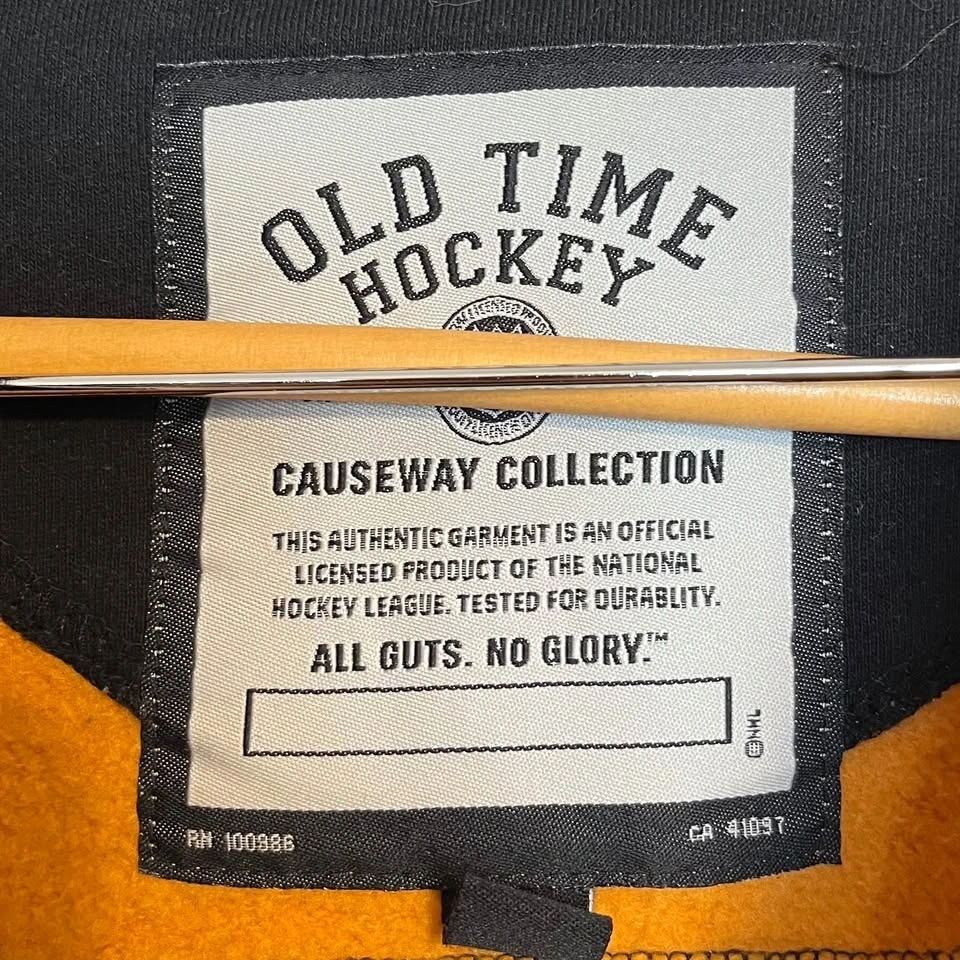 OLD TIME
HOCKEY
CAUSEWAY COLLECTION
THIS AUTHENTIC GARMENT IS AN OFFICIAL
LICENSED PRODUCT OF THE NATIONAL
HOCKEY LEAGUE. TESTED FOR DURABLITY.
ALL GUTS. NO GLORY.™
©NHL
RN 100986
CA 41097